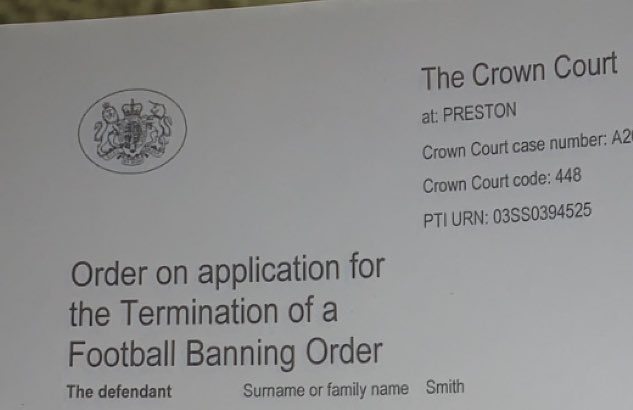 The Crown Court
at: PRESTON
Crown Court case number: A20
Crown Court code: 448
PTI URN: 03SS0394525
Order on application for
the Termination of a
Football Banning Order
The defendant Surname or family name Smith